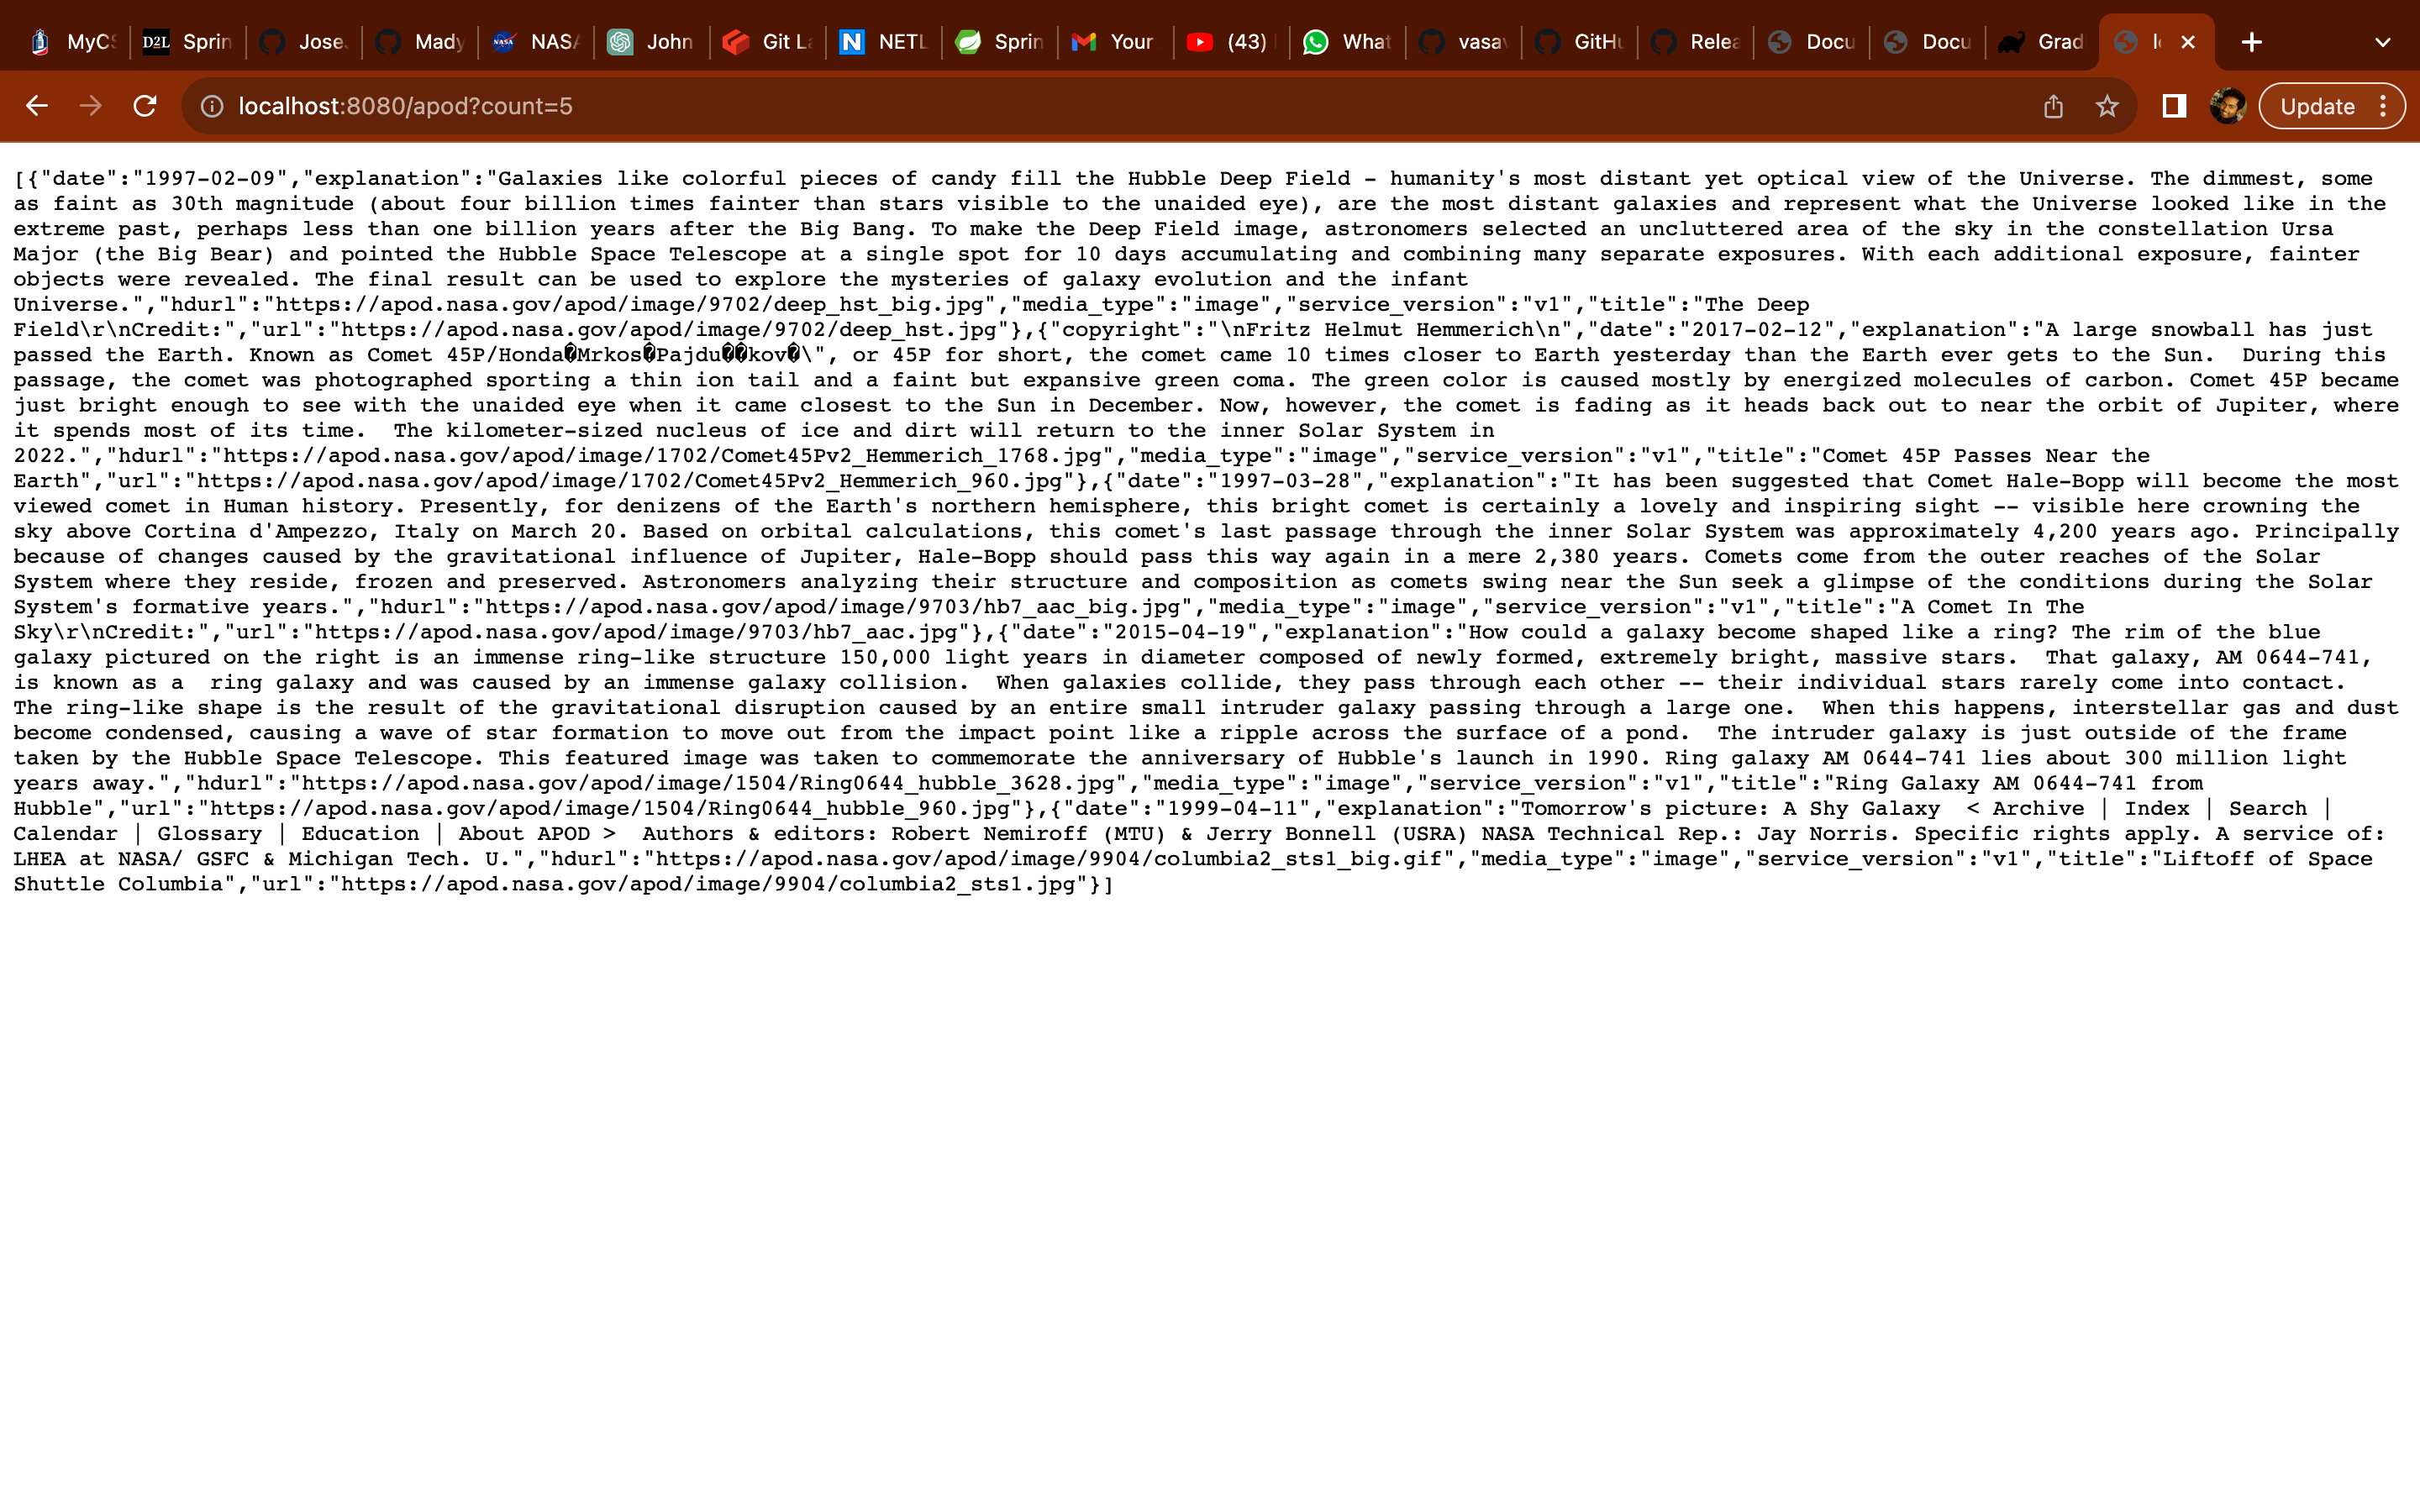 MyCS D2L Sprin Jose Mady NASA John Git La NETL Sprin Your (43) What vasav GitHu Relea Docu Docu Grad
localhost:8080/apod?count=5 Update
[{"date":"1997-02-09","explanation":"Galaxies like colorful pieces of candy fill the Hubble Deep Field - humanity's most distant yet optical view of the Universe. The dimmest, some
as faint as 30th magnitude (about four billion times fainter than stars visible to the unaided eye), are the most distant galaxies and represent what the Universe looked like in the
extreme past, perhaps less than one billion years after the Big Bang. To make the Deep Field image, astronomers selected an uncluttered area of the sky in the constellation Ursa
Major (the Big Bear) and pointed the Hubble Space Telescope at a single spot for 10 days accumulating and combining many separate exposures. With each additional exposure, fainter
objects were revealed. The final result can be used to explore the mysteries of galaxy evolution and the infant
Universe.","hdurl":"https://apod.nasa.gov/apod/image/9702/deep_hst_big.jpg","media_type":"image","service_version":"v1","title":"The Deep
Field\r\nCredit:","url":"https://apod.nasa.gov/apod/image/9702/deep_hst.jpg"},{"copyright":"\nFritz Helmut Hemmerich\n","date":"2017-02-12","explanation":"A large snowball has just
passed the Earth. Known as Comet 45P/Honda�Mrkos�Pajdu��kov�\", or 45P for short, the comet came 10 times closer to Earth yesterday than the Earth ever gets to the Sun.  During this
passage, the comet was photographed sporting a thin ion tail and a faint but expansive green coma. The green color is caused mostly by energized molecules of carbon. Comet 45P became
just bright enough to see with the unaided eye when it came closest to the Sun in December. Now, however, the comet is fading as it heads back out to near the orbit of Jupiter, where
it spends most of its time.  The kilometer-sized nucleus of ice and dirt will return to the inner Solar System in
2022.","hdurl":"https://apod.nasa.gov/apod/image/1702/Comet45Pv2_Hemmerich_1768.jpg","media_type":"image","service_version":"v1","title":"Comet 45P Passes Near the
Earth","url":"https://apod.nasa.gov/apod/image/1702/Comet45Pv2_Hemmerich_960.jpg"},{"date":"1997-03-28","explanation":"It has been suggested that Comet Hale-Bopp will become the most
viewed comet in Human history. Presently, for denizens of the Earth's northern hemisphere, this bright comet is certainly a lovely and inspiring sight -- visible here crowning the
sky above Cortina d'Ampezzo, Italy on March 20. Based on orbital calculations, this comet's last passage through the inner Solar System was approximately 4,200 years ago. Principally
because of changes caused by the gravitational influence of Jupiter, Hale-Bopp should pass this way again in a mere 2,380 years. Comets come from the outer reaches of the Solar
System where they reside, frozen and preserved. Astronomers analyzing their structure and composition as comets swing near the Sun seek a glimpse of the conditions during the Solar
System's formative years.","hdurl":"https://apod.nasa.gov/apod/image/9703/hb7_aac_big.jpg","media_type":"image","service_version":"v1","title":"A Comet In The
Sky\r\nCredit:","url":"https://apod.nasa.gov/apod/image/9703/hb7_aac.jpg"},{"date":"2015-04-19","explanation":"How could a galaxy become shaped like a ring? The rim of the blue
galaxy pictured on the right is an immense ring-like structure 150,000 light years in diameter composed of newly formed, extremely bright, massive stars.  That galaxy, AM 0644-741,
is known as a  ring galaxy and was caused by an immense galaxy collision.  When galaxies collide, they pass through each other -- their individual stars rarely come into contact.
The ring-like shape is the result of the gravitational disruption caused by an entire small intruder galaxy passing through a large one.  When this happens, interstellar gas and dust
become condensed, causing a wave of star formation to move out from the impact point like a ripple across the surface of a pond.  The intruder galaxy is just outside of the frame
taken by the Hubble Space Telescope. This featured image was taken to commemorate the anniversary of Hubble's launch in 1990. Ring galaxy AM 0644-741 lies about 300 million light
years away.","hdurl":"https://apod.nasa.gov/apod/image/1504/Ring0644_hubble_3628.jpg","media_type":"image","service_version":"v1","title":"Ring Galaxy AM 0644-741 from
Hubble","url":"https://apod.nasa.gov/apod/image/1504/Ring0644_hubble_960.jpg"},{"date":"1999-04-11","explanation":"Tomorrow's picture: A Shy Galaxy  < Archive | Index | Search |
Calendar | Glossary | Education | About APOD >  Authors & editors: Robert Nemiroff (MTU) & Jerry Bonnell (USRA) NASA Technical Rep.: Jay Norris. Specific rights apply. A service of:
LHEA at NASA/ GSFC & Michigan Tech. U.","hdurl":"https://apod.nasa.gov/apod/image/9904/columbia2_sts1_big.gif","media_type":"image","service_version":"v1","title":"Liftoff of Space
Shuttle Columbia","url":"https://apod.nasa.gov/apod/image/9904/columbia2_sts1.jpg"}]